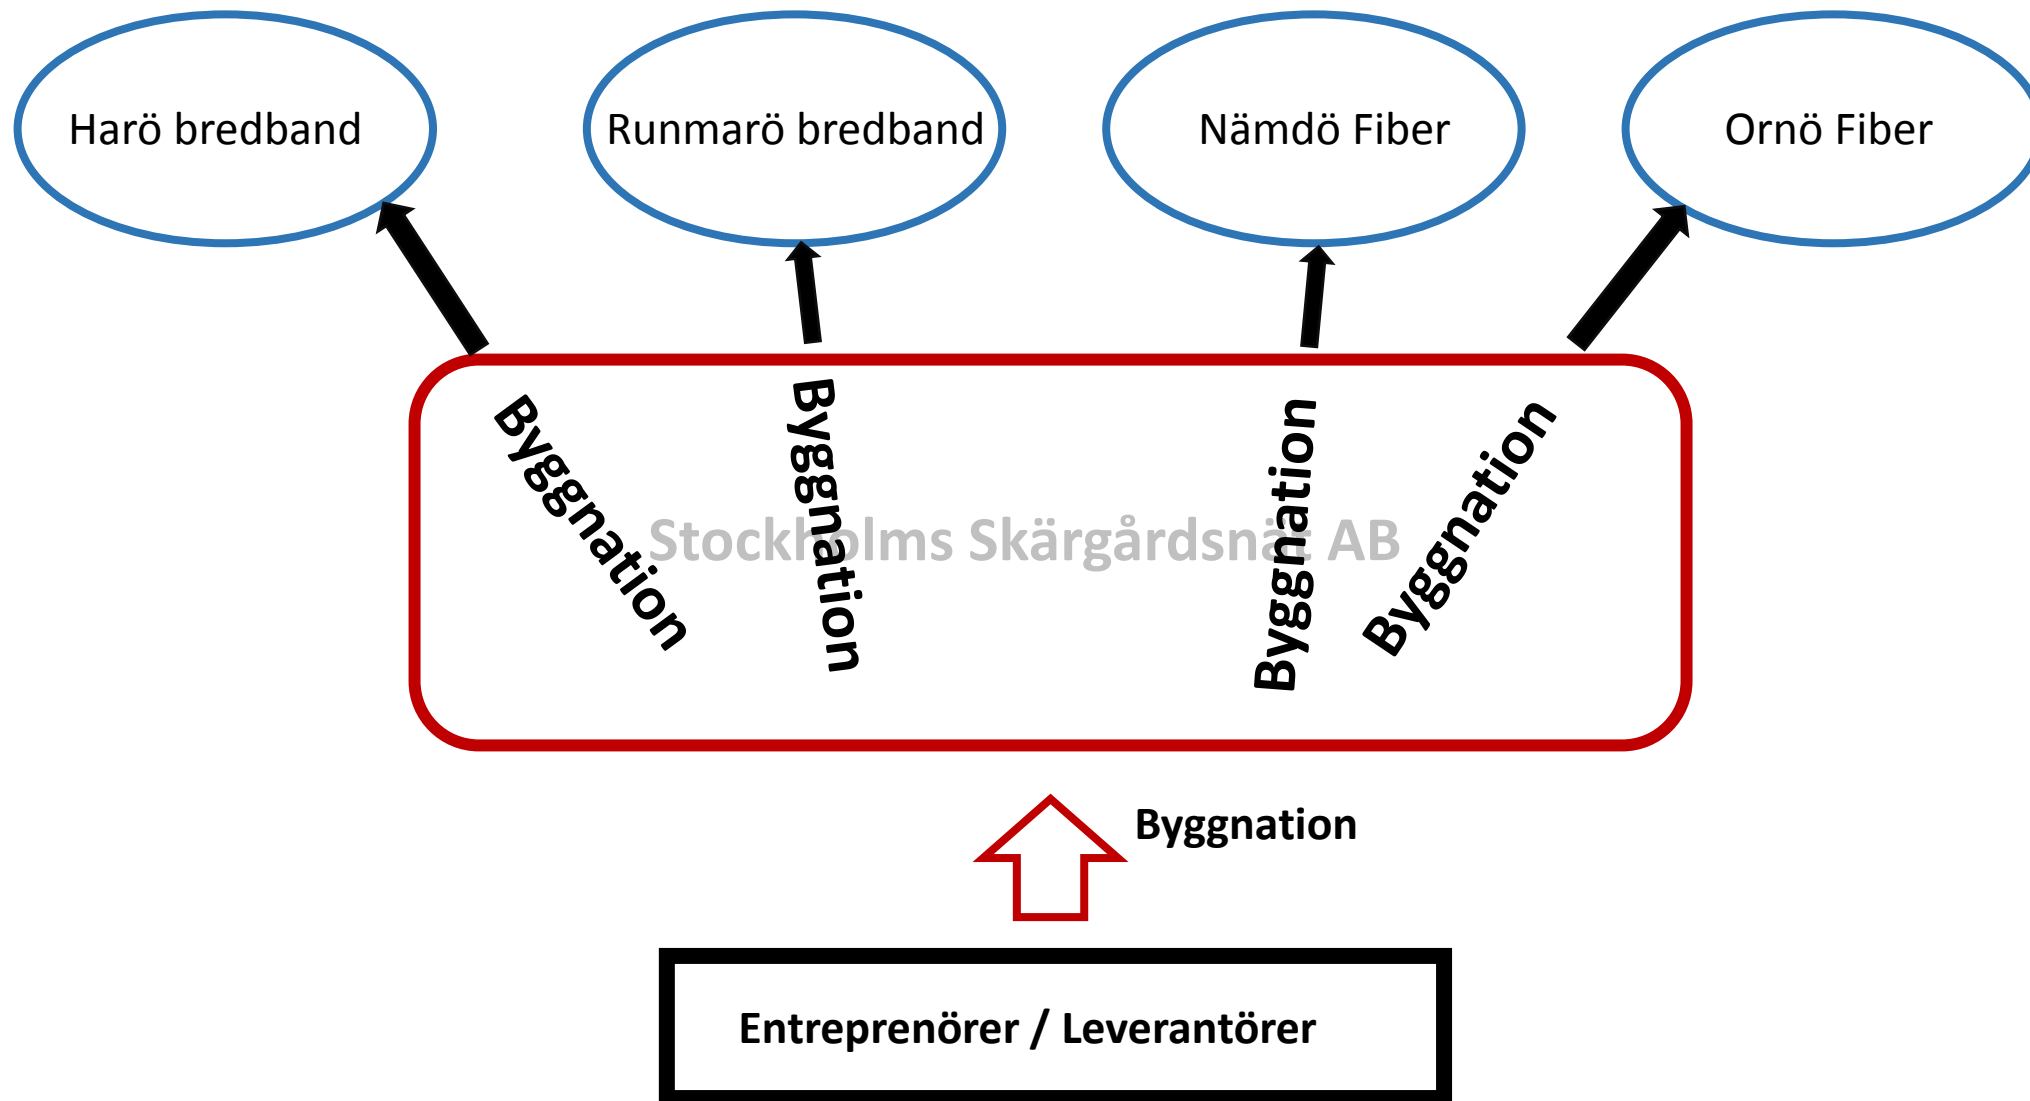 Harö bredband
Runmarö bredband
Nämdö Fiber
Ornö Fiber
Byggnation
Byggnation
Byggnation
Byggnation
Stockholms Skärgårdsnät AB
Byggnation
Entreprenörer / Leverantörer